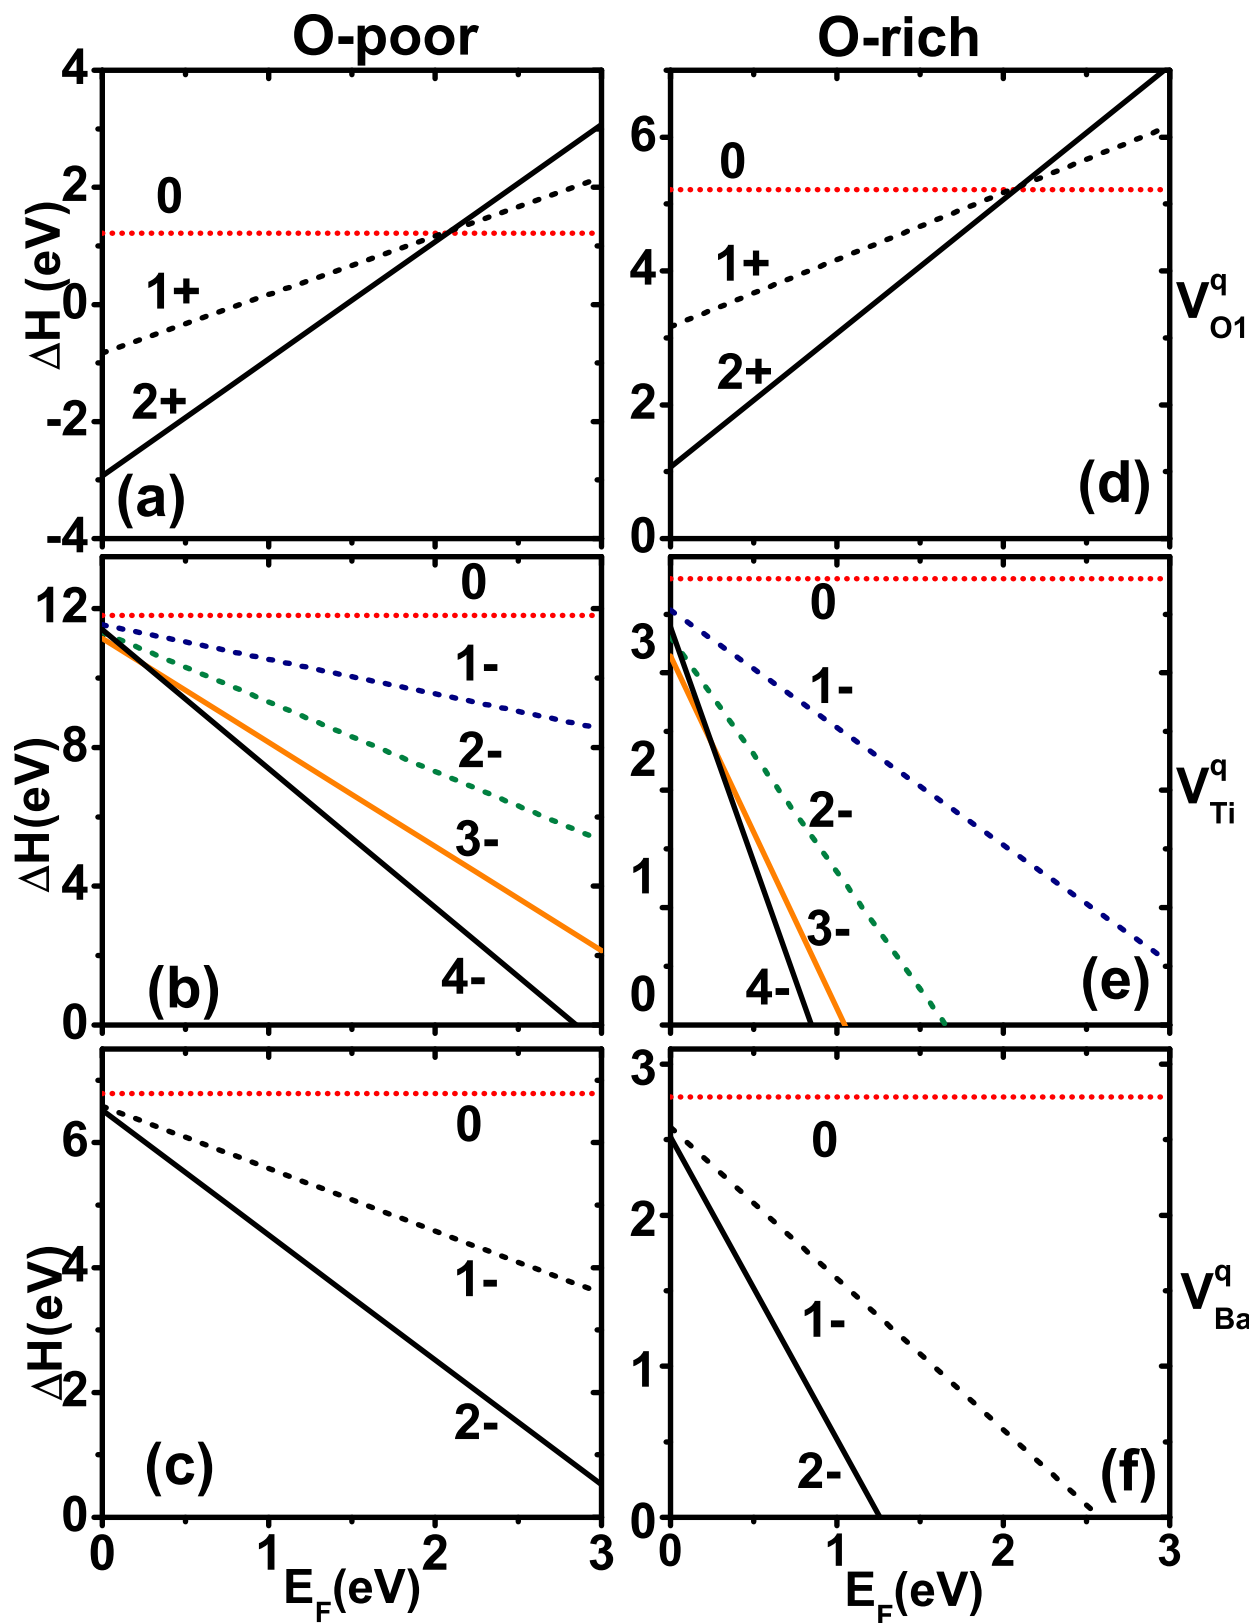 O-poor
O-rich
4
2
0
-2
-4
ΔH (eV)
0
1+
2+
(a)
6
4
2
0
0
1+
2+
(d)
V^q_O1
12
8
4
0
ΔH(eV)
0
1-
2-
3-
4-
(b)
3
2
1
0
0
1-
2-
3-
4-
(e)
V^q_Ti
6
4
2
0
ΔH(eV)
0
1-
2-
(c)
3
2
1
0
0
1-
2-
(f)
V^q_Ba
0 1 2 3
E_F(eV)
0 1 2 3
E_F(eV)